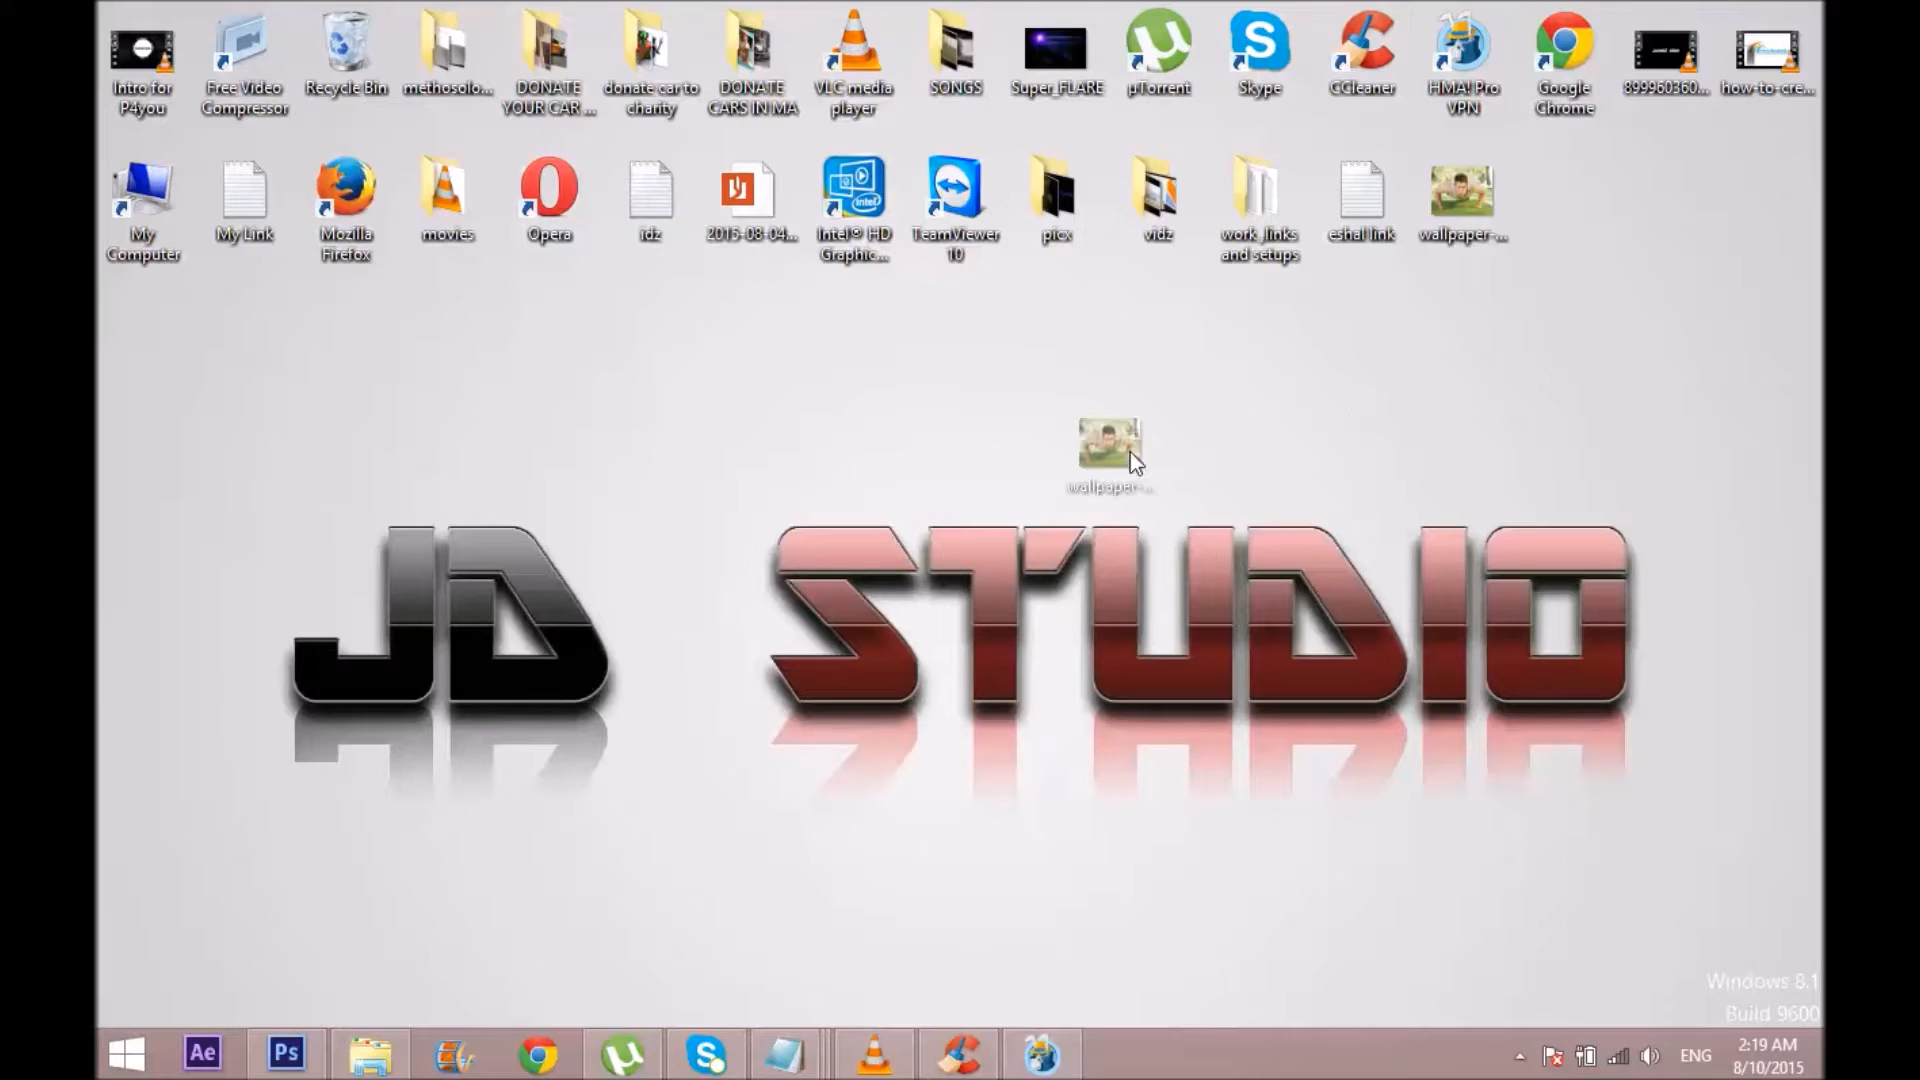 Intro for
P4you
Free Video
Compressor
Recycle Bin
methosolo...
DONATE
YOUR CAR ...
donate car to
charity
DONATE
CARS IN MA
VLC media
player
SONGS
Super_FLARE
µTorrent
Skype
CCleaner
HMA! Pro
VPN
Google
Chrome
899960360...
how-to-cre...
My
Computer
My Link
Mozilla
Firefox
movies
Opera
idz
2015-08-04...
Intel® HD
Graphic...
TeamViewer
10
picx
vidz
work ,links
and setups
eshal link
wallpaper-...
wallpaper-...
JD STUDIO
Windows 8.1
Build 9600
Ae
Ps
ENG
2:19 AM
8/10/2015